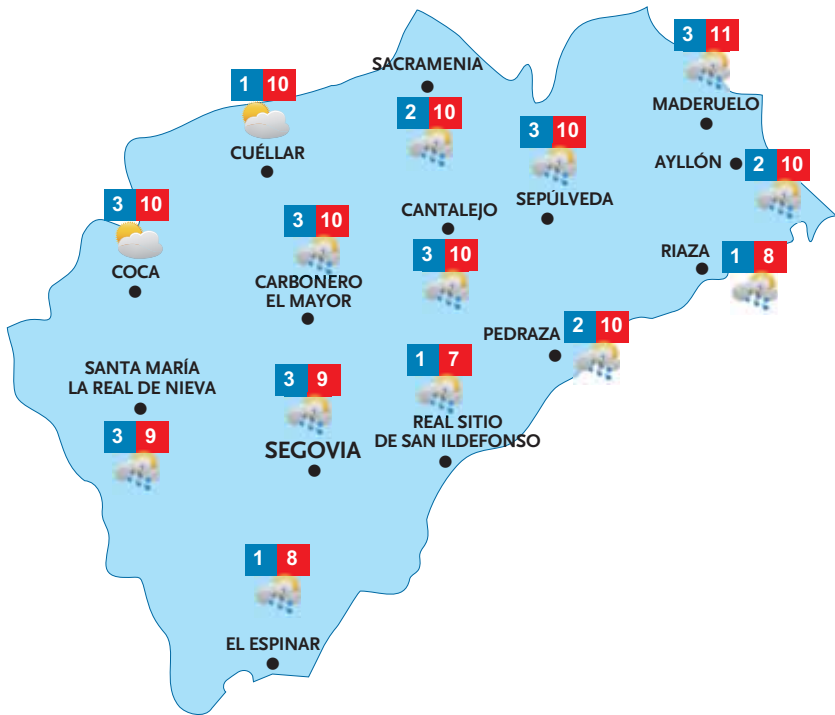 3 11
SACRAMENIA
1 10
MADERUELO
2 10
3 10
CUÉLLAR
AYLLÓN
2 10
SEPÚLVEDA
3 10
CANTALEJO
3 10
COCA
3 10
RIAZA
1 8
CARBONERO
EL MAYOR
PEDRAZA
2 10
SANTA MARÍA
LA REAL DE NIEVA
3 9
1 7
REAL SITIO
DE SAN ILDEFONSO
3 9
SEGOVIA
1 8
EL ESPINAR